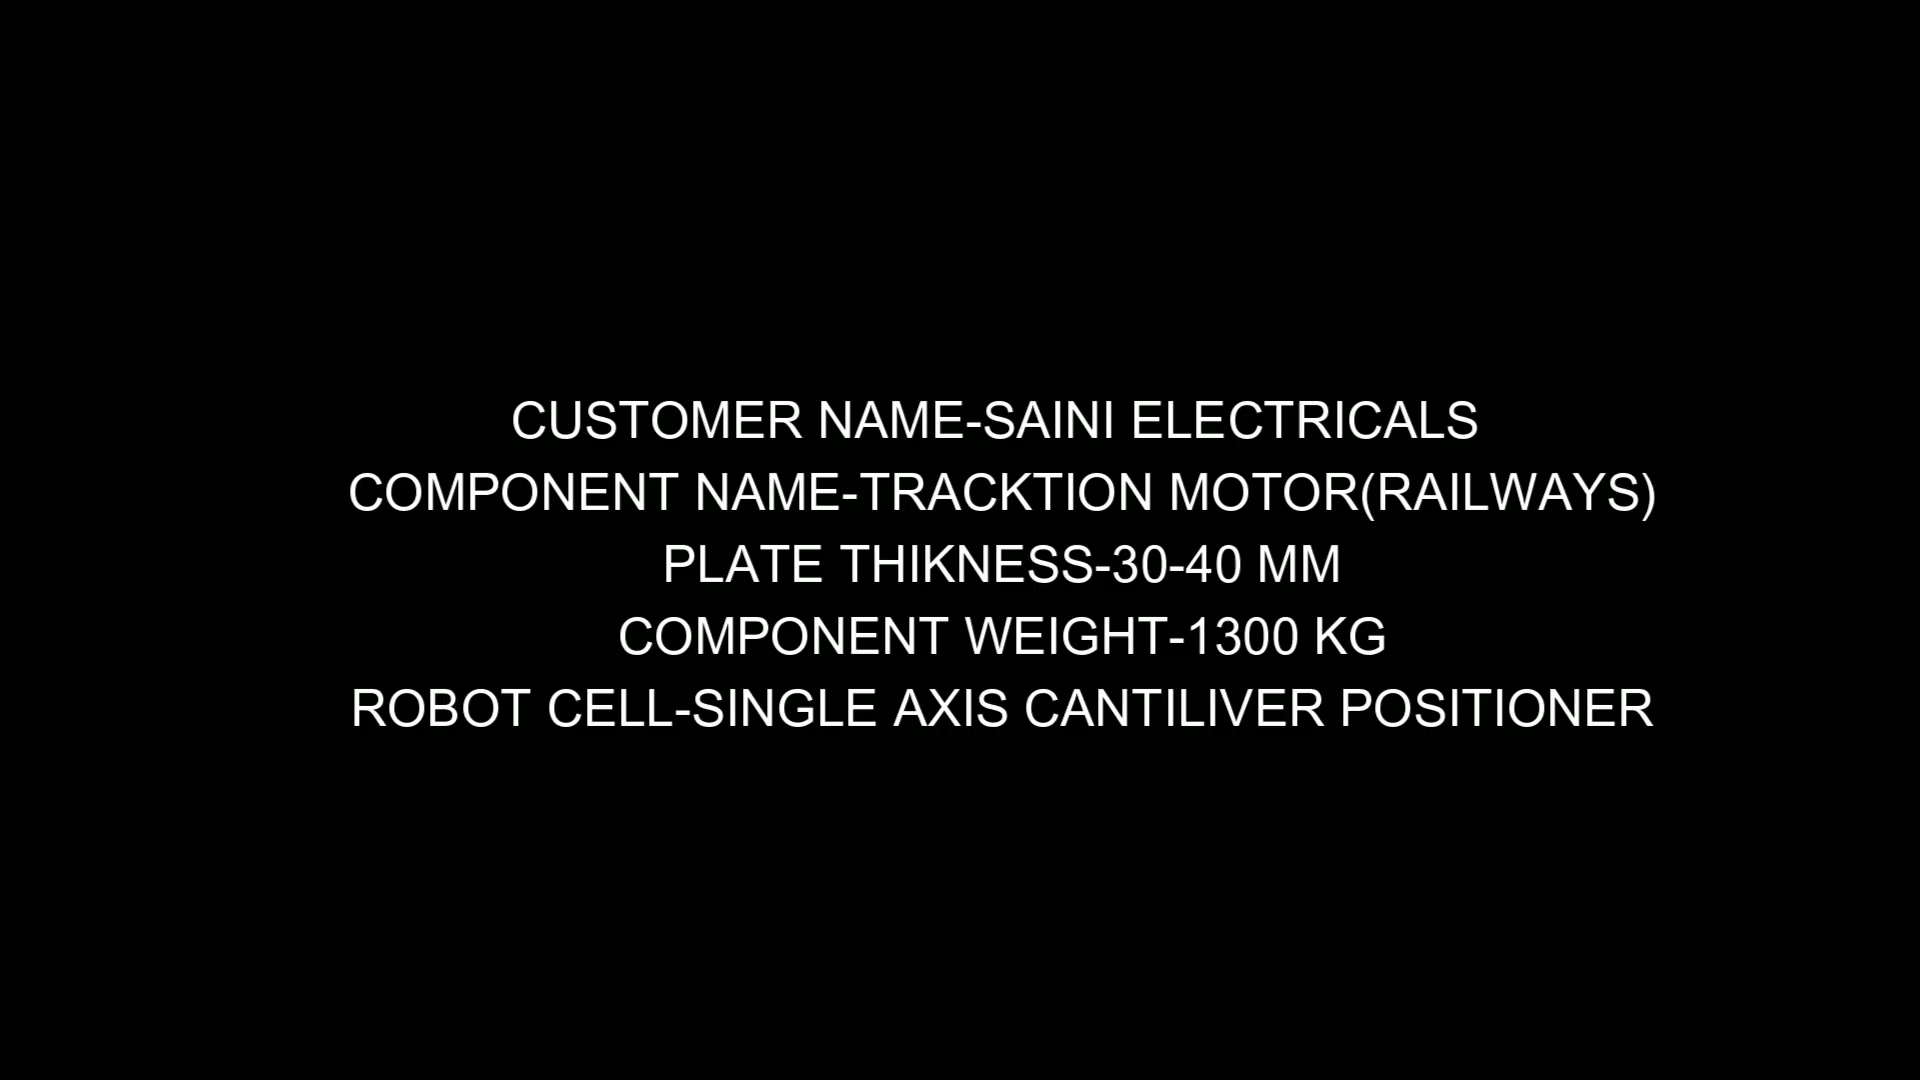 CUSTOMER NAME-SAINI ELECTRICALS
COMPONENT NAME-TRACKTION MOTOR(RAILWAYS)
PLATE THIKNESS-30-40 MM
COMPONENT WEIGHT-1300 KG
ROBOT CELL-SINGLE AXIS CANTILIVER POSITIONER